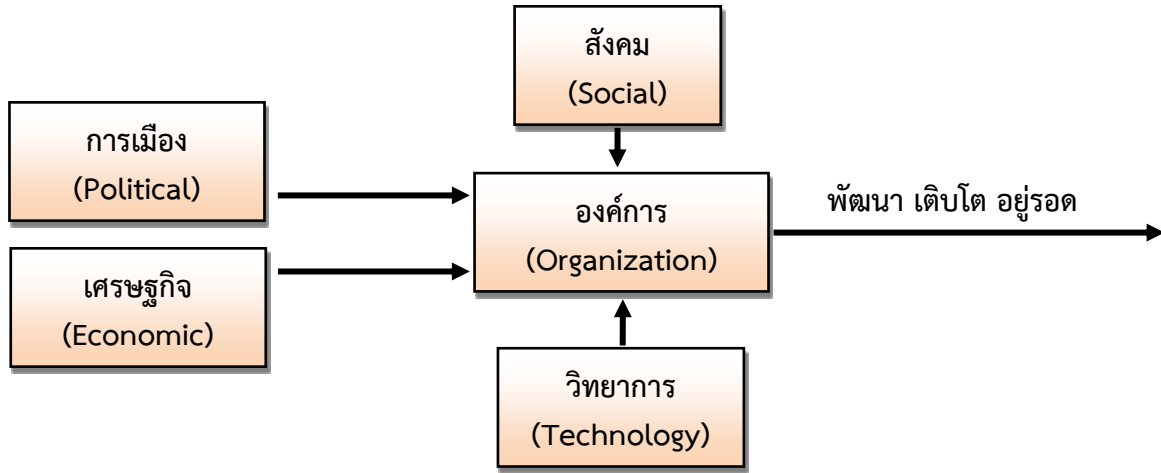 สังคม
(Social)
การเมือง
(Political)
องค์การ
(Organization)
พัฒนา เติบโต อยู่รอด
เศรษฐกิจ
(Economic)
วิทยาการ
(Technology)